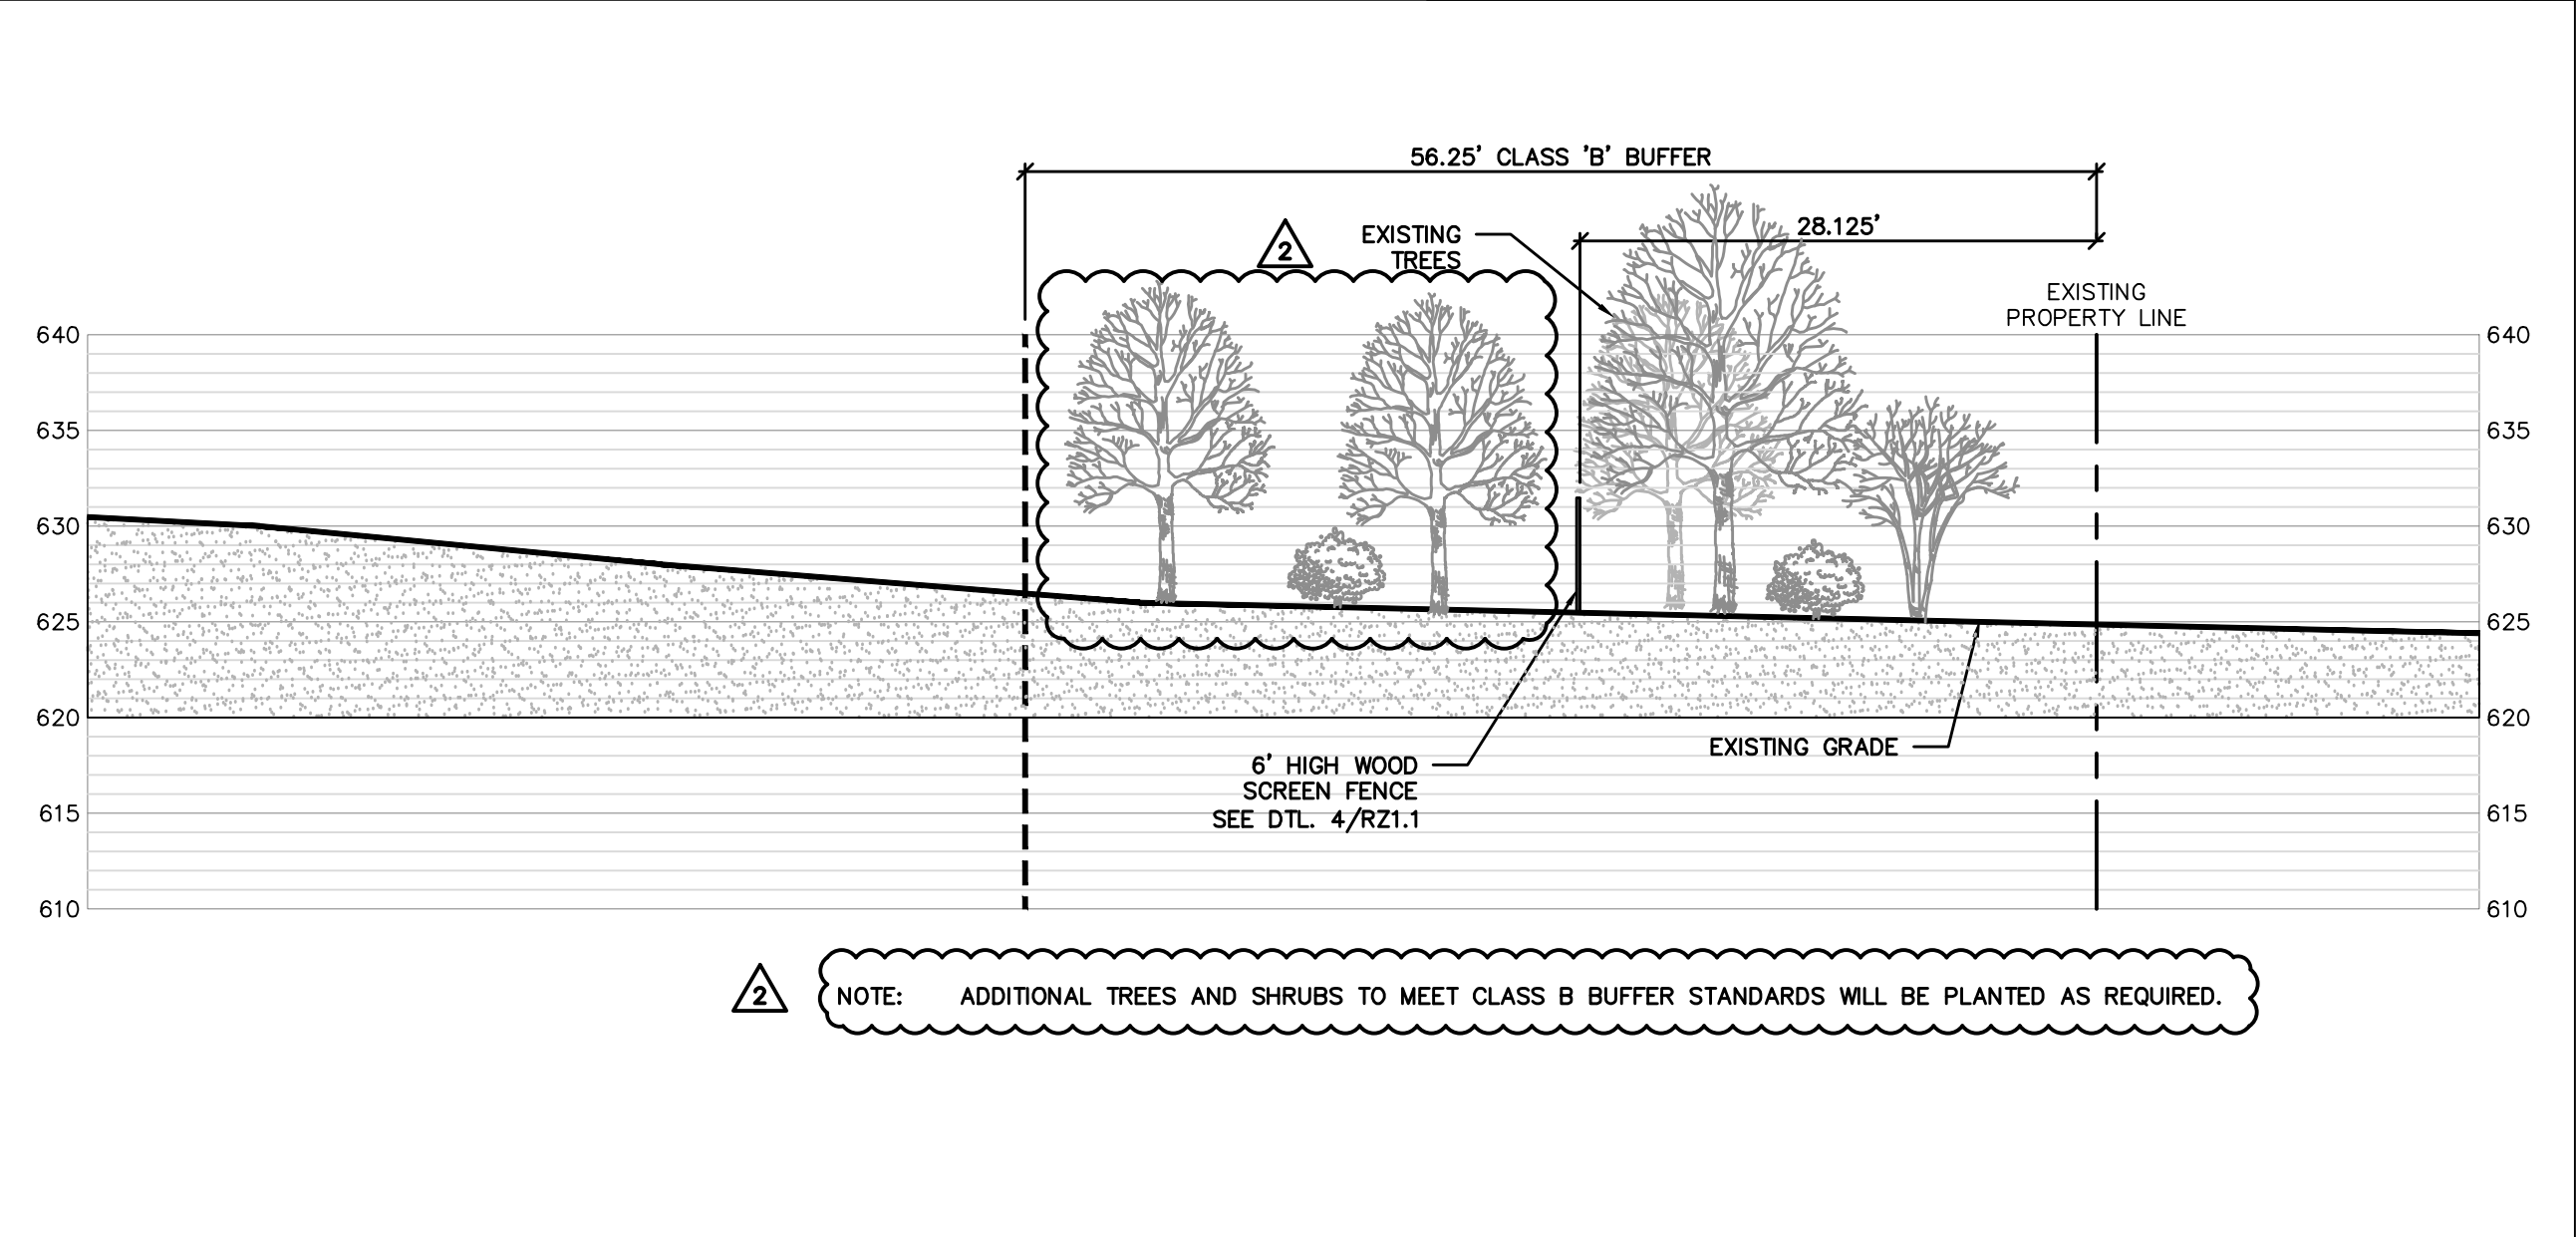 56.25' CLASS 'B' BUFFER
28.125'
2
EXISTING
TREES
EXISTING
PROPERTY LINE
640
640
635
635
630
630
625
625
620
620
EXISTING GRADE
6' HIGH WOOD
SCREEN FENCE
SEE DTL. 4/RZ1.1
615
615
610
610
2
NOTE: ADDITIONAL TREES AND SHRUBS TO MEET CLASS B BUFFER STANDARDS WILL BE PLANTED AS REQUIRED.